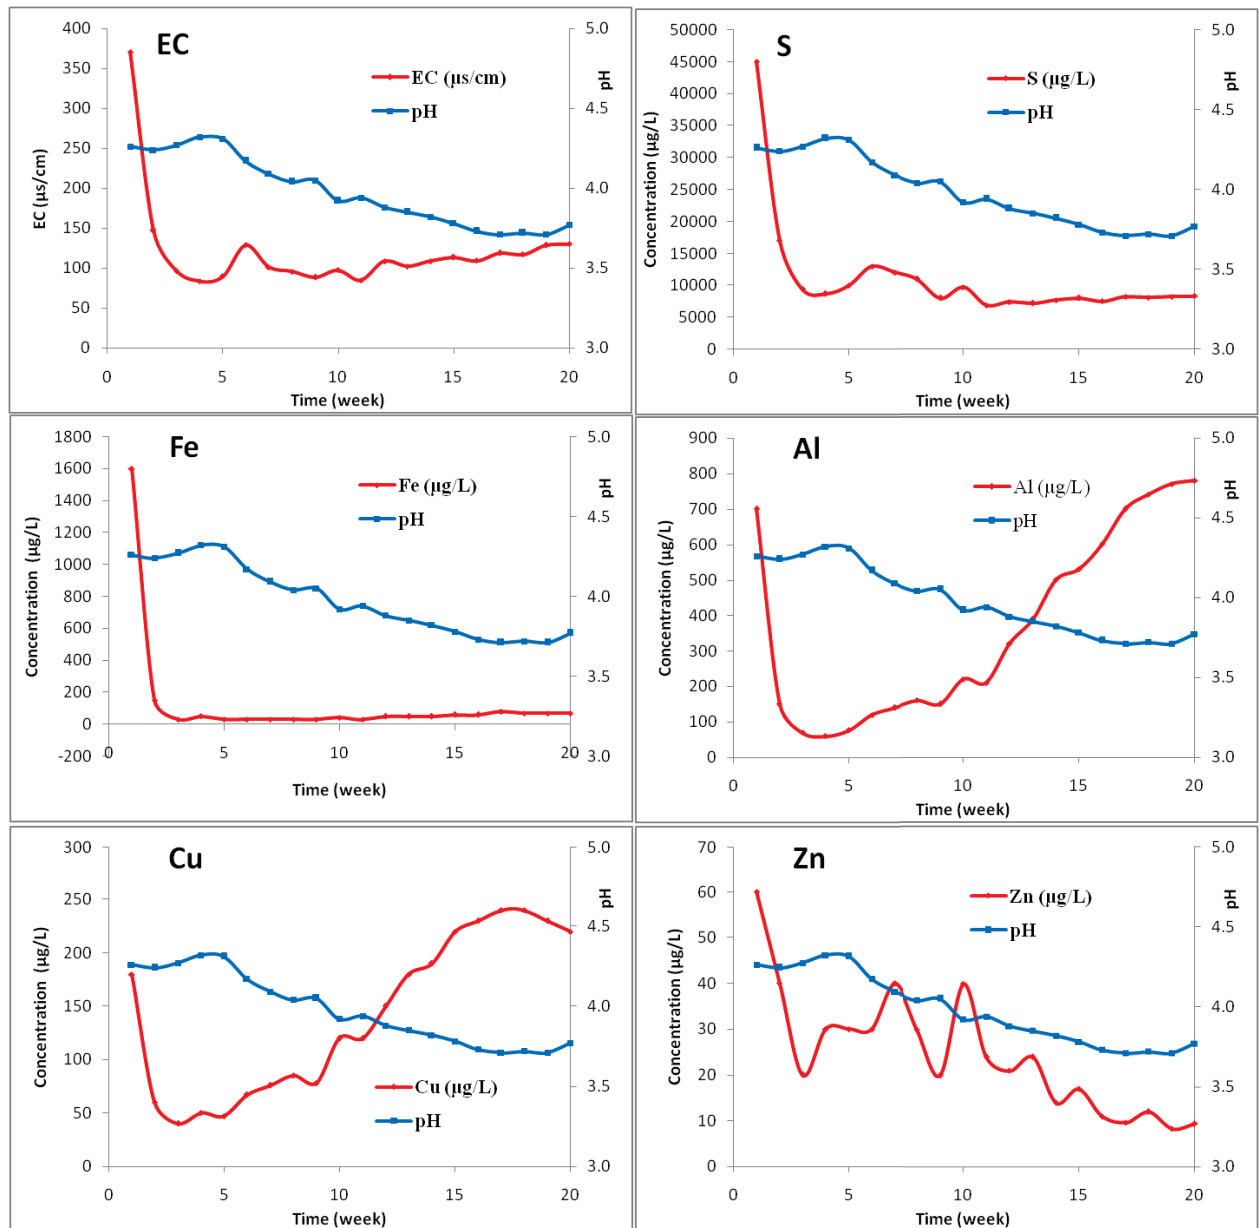 EC
EC (µs/cm)
pH
400
350
300
250
200
150
100
50
0
EC (µs/cm)
5.0
4.5
4.0
3.5
3.0
pH
0 5 10 15 20
Time (week)
S
S (µg/L)
pH
50000
45000
40000
35000
30000
25000
20000
15000
10000
5000
0
Concentration (µg/L)
5.0
4.5
4.0
3.5
3.0
pH
0 5 10 15 20
Time (week)
Fe
Fe (µg/L)
pH
1800
1600
1400
1200
1000
800
600
400
200
0
-200
Concentration (µg/L)
5.0
4.5
4.0
3.5
3.0
pH
0 5 10 15 20
Time (week)
Al
Al (µg/L)
pH
900
800
700
600
500
400
300
200
100
0
Concentration (µg/L)
5.0
4.5
4.0
3.5
3.0
pH
0 5 10 15 20
Time (week)
Cu
Cu (µg/L)
pH
300
250
200
150
100
50
0
Concentration (µg/L)
5.0
4.5
4.0
3.5
3.0
pH
0 5 10 15 20
Time (week)
Zn
Zn (µg/L)
pH
70
60
50
40
30
20
10
0
Concentration (µg/L)
5.0
4.5
4.0
3.5
3.0
pH
0 5 10 15 20
Time (week)